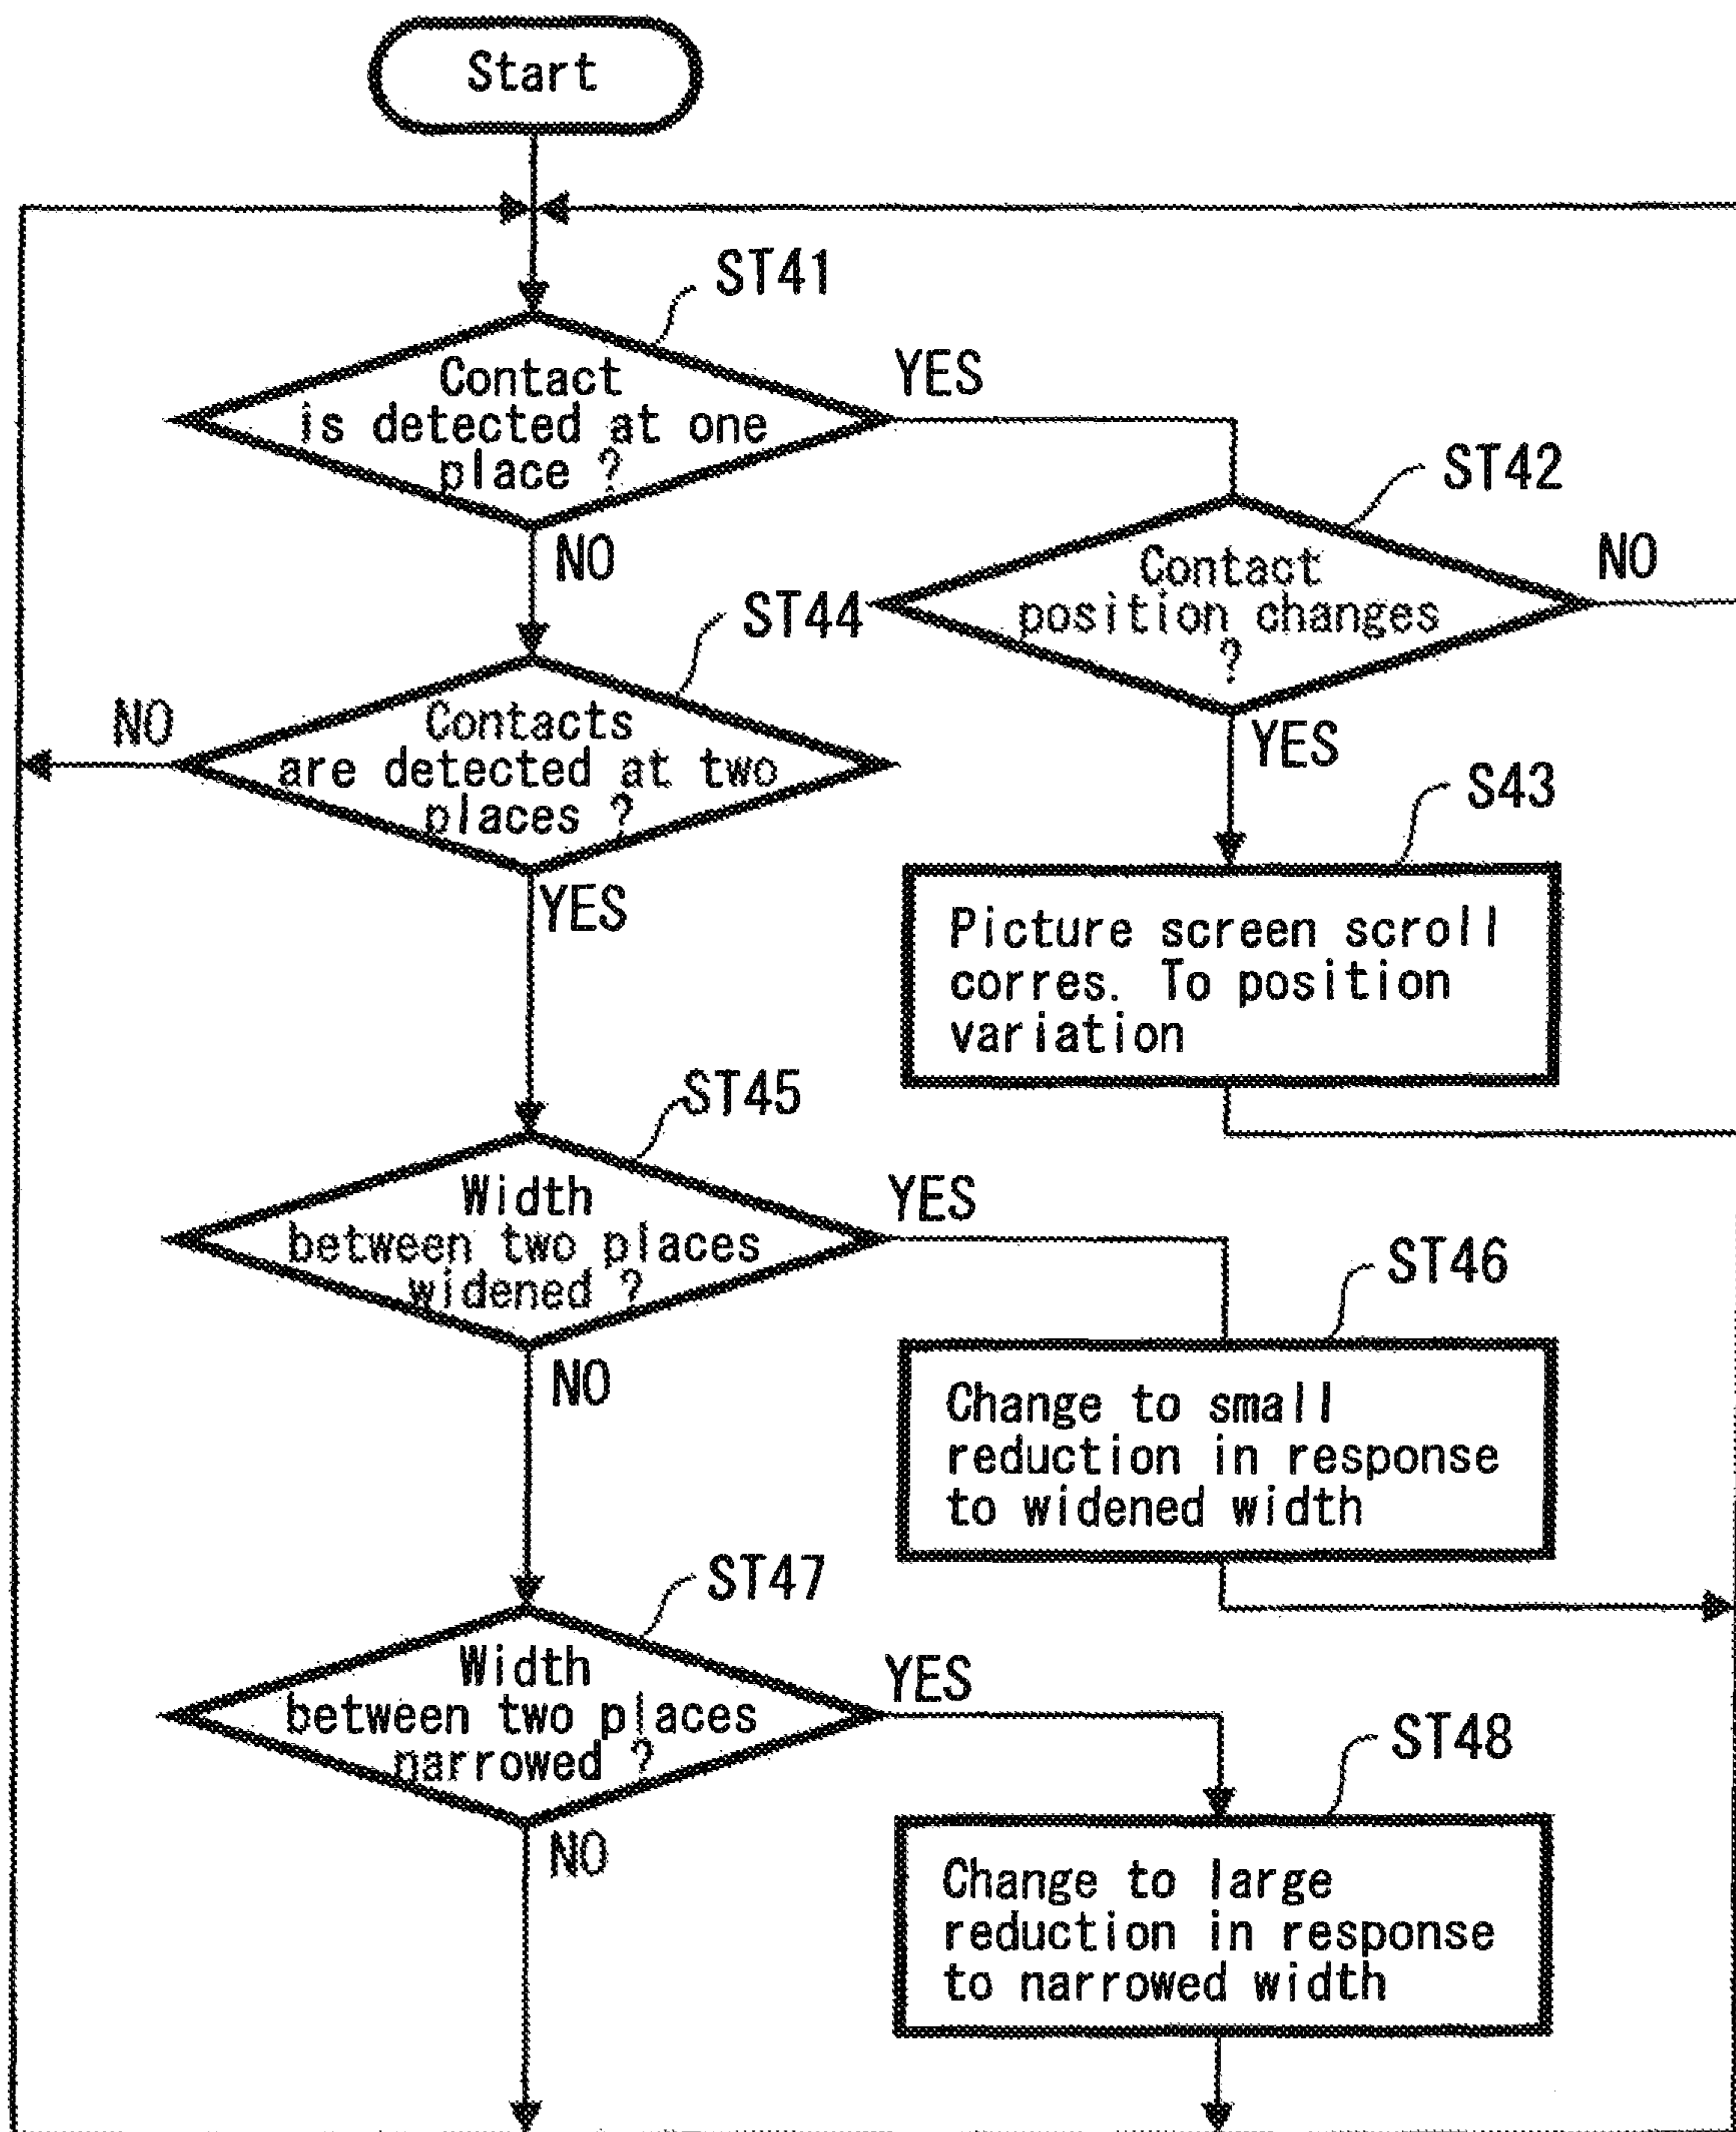 Start
ST41
Contact
is detected at one
place ?
YES
NO
ST42
Contact
position changes
?
NO
YES
ST44
Contacts
are detected at two
places ?
NO
YES
S43
Picture screen scroll
corres. To position
variation
ST45
Width
between two places
widened ?
YES
NO
ST46
Change to small
reduction in response
to widened width
ST47
Width
between two places
narrowed ?
YES
NO
ST48
Change to large
reduction in response
to narrowed width